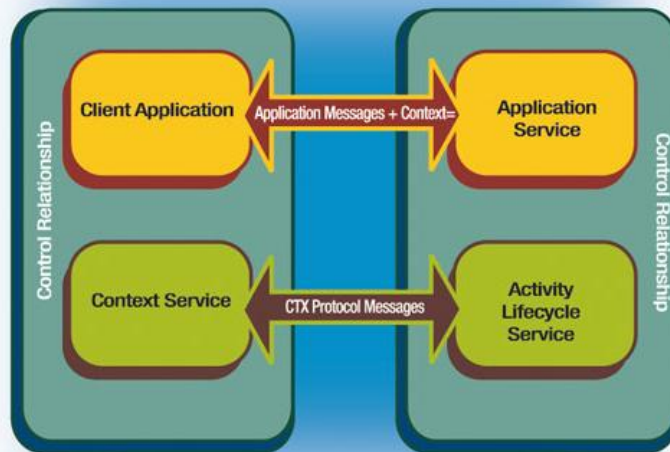 Control Relationship
Client Application
Application Messages + Context=
Application
Service
Control Relationship
Context Service
CTX Protocol Messages
Activity
Lifecycle
Service